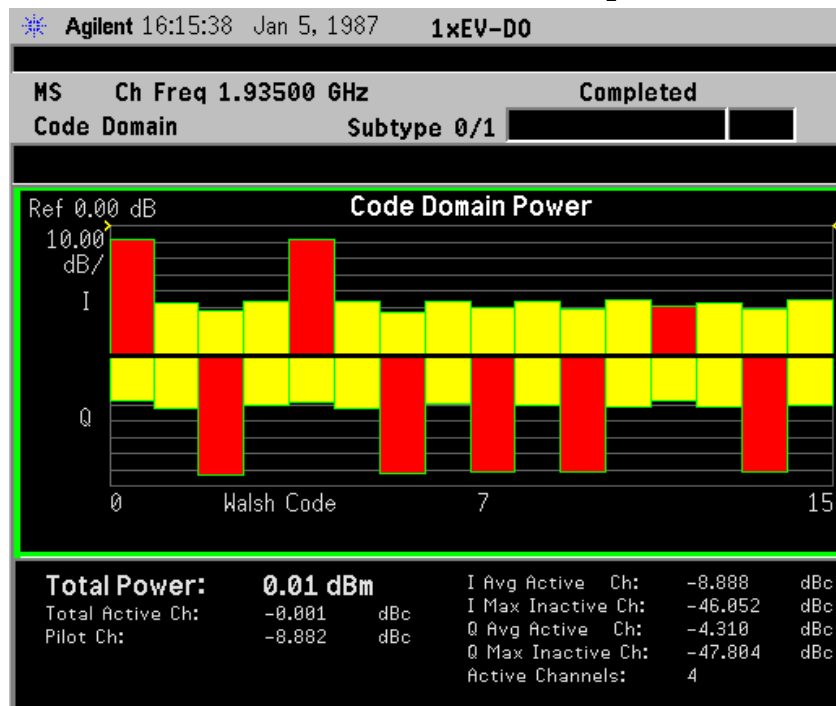 Agilent 16:15:38 Jan 5, 1987 1xEV-DO
MS Ch Freq 1.93500 GHz Completed
Code Domain Subtype 0/1
Ref 0.00 dB Code Domain Power
10.00
dB/
I
Q
0 Walsh Code 7 15
Total Power: 0.01 dBm
Total Active Ch: -0.001 dBc
Pilot Ch: -8.882 dBc
I Avg Active Ch: -8.888 dBc
I Max Inactive Ch: -46.052 dBc
Q Avg Active Ch: -4.310 dBc
Q Max Inactive Ch: -47.804 dBc
Active Channels: 4